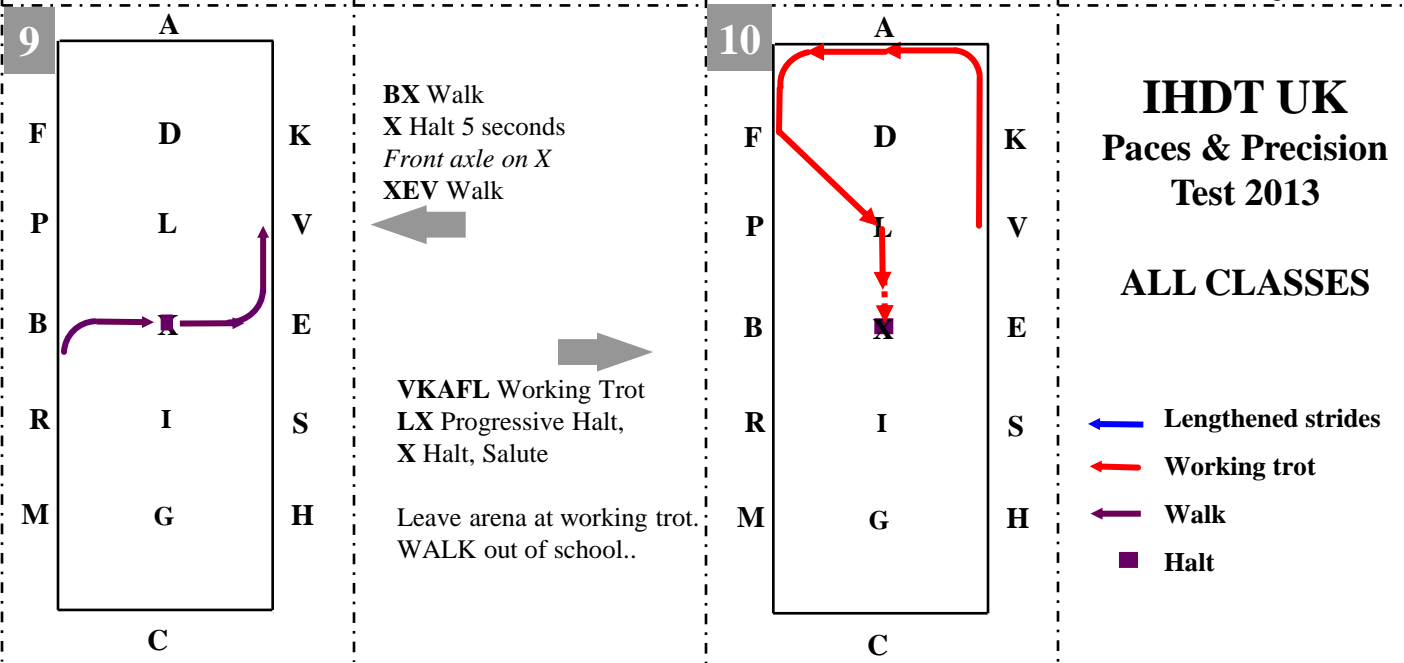 9
A
F D K
P L V
B X E
R I S
M G H
C
BX Walk
X Halt 5 seconds
Front axle on X
XEV Walk
VKAFL Working Trot
LX Progressive Halt,
X Halt, Salute
Leave arena at working trot.
WALK out of school..
10
A
F D K
P L V
B X E
R I S
M G H
C
IHDT UK
Paces & Precision
Test 2013
ALL CLASSES
Lengthened strides
Working trot
Walk
Halt